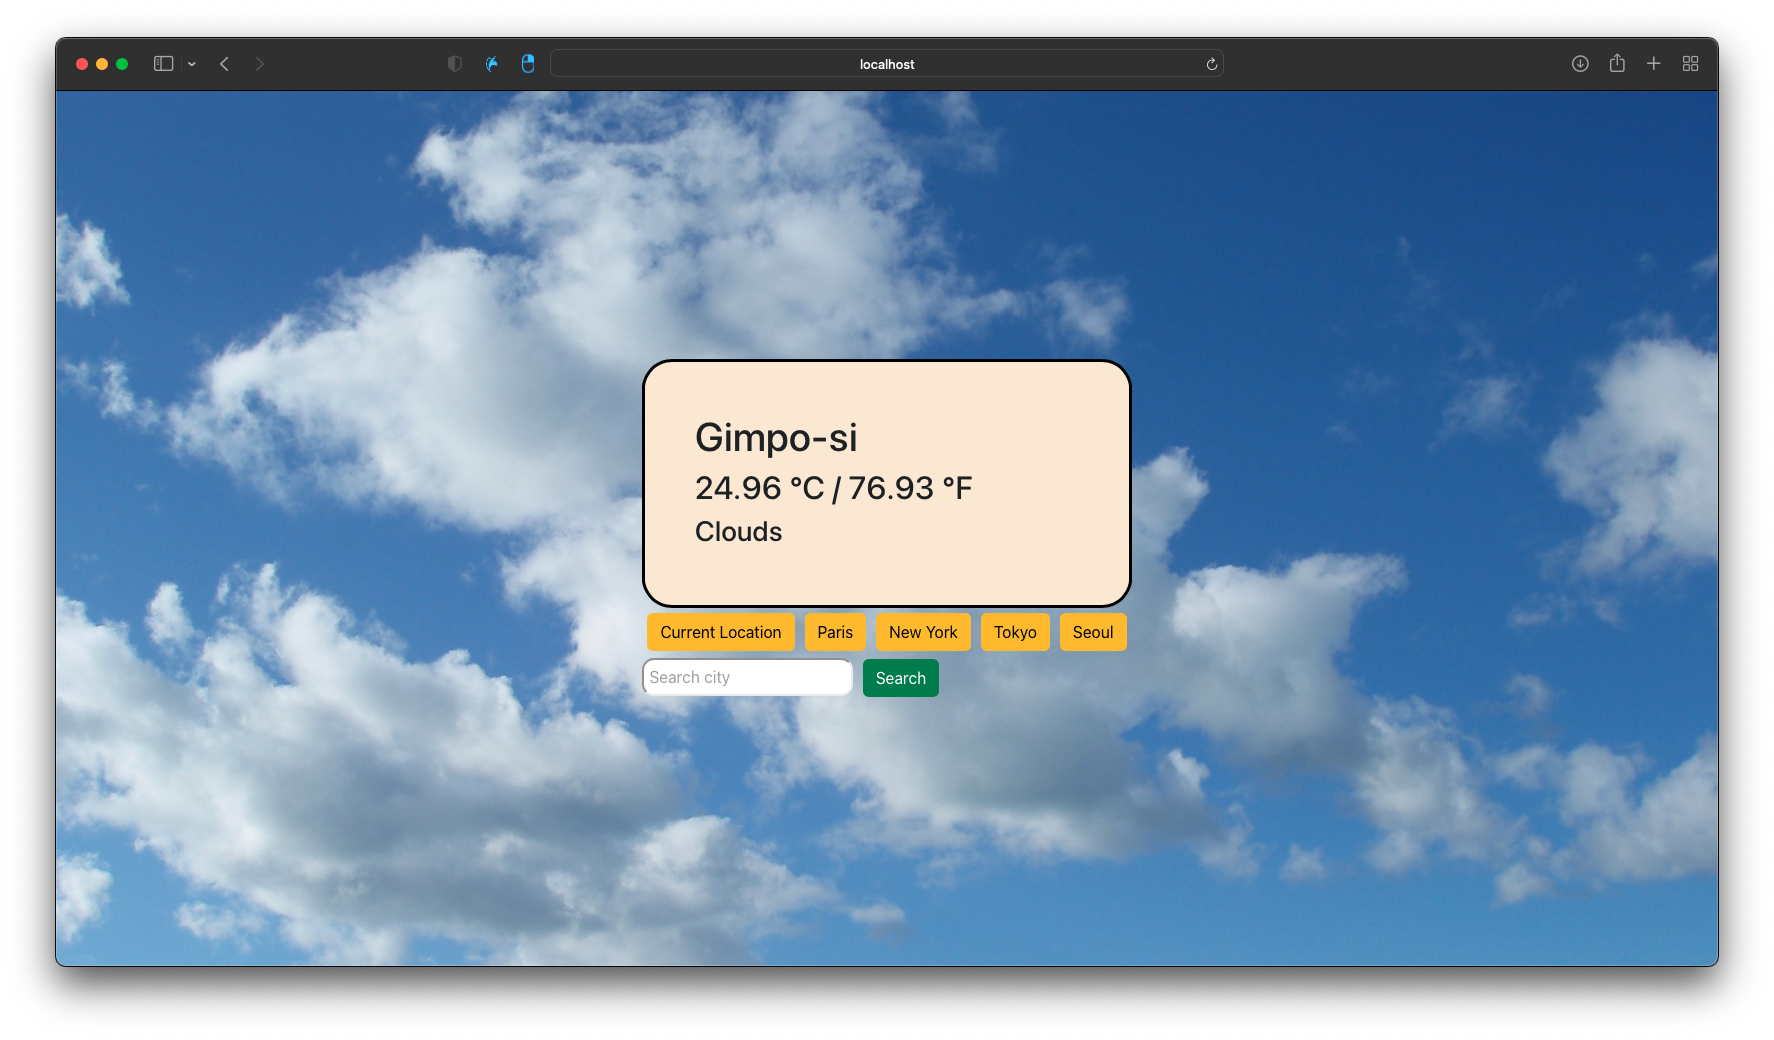 localhost
Gimpo-si
24.96 °C / 76.93 °F
Clouds
Current Location Paris New York Tokyo Seoul
Search city Search